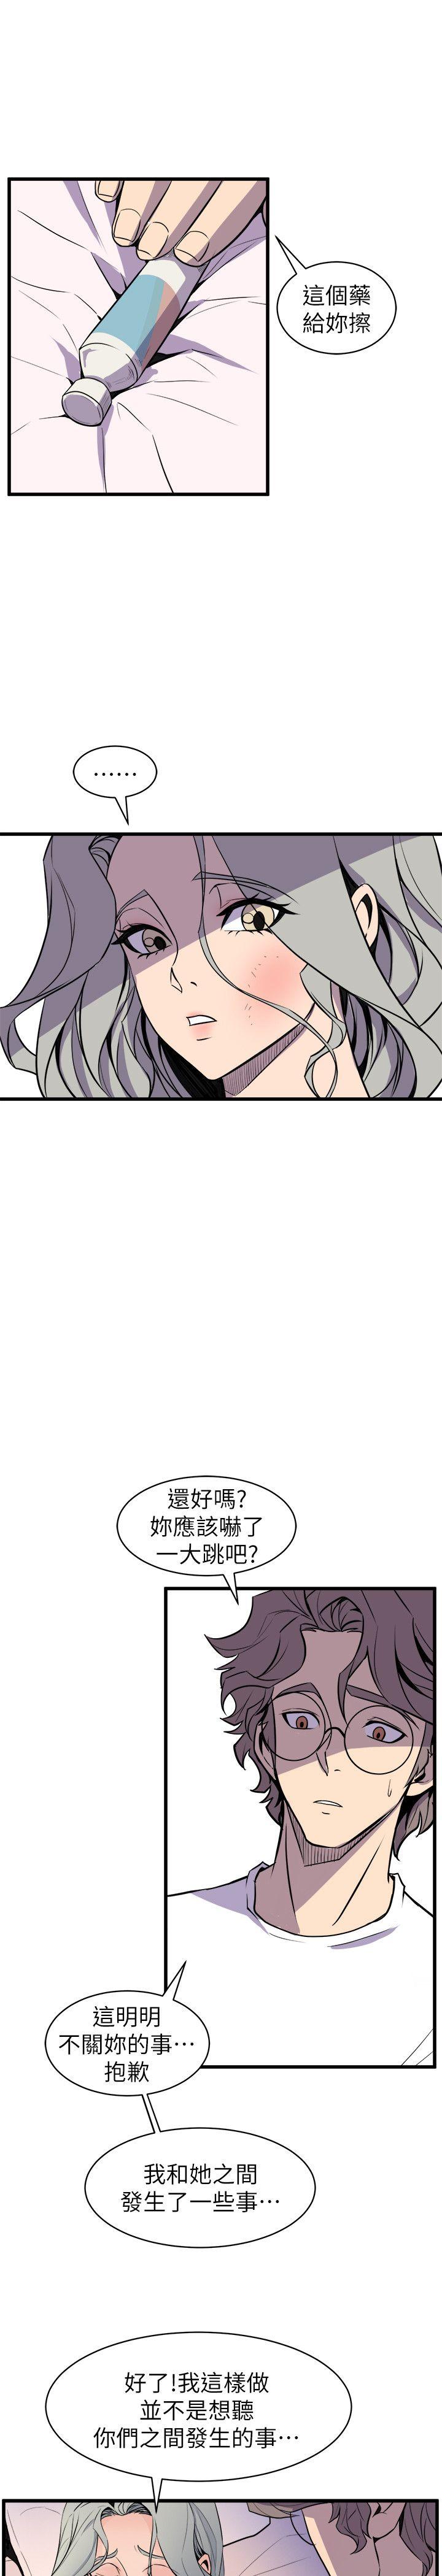 這個藥
給妳擦
……
還好嗎?
妳應該嚇了
一大跳吧?
這明明
不關妳的事…
抱歉
我和她之間
發生了一些事…
好了!我這樣做
並不是想聽
你們之間發生的事…